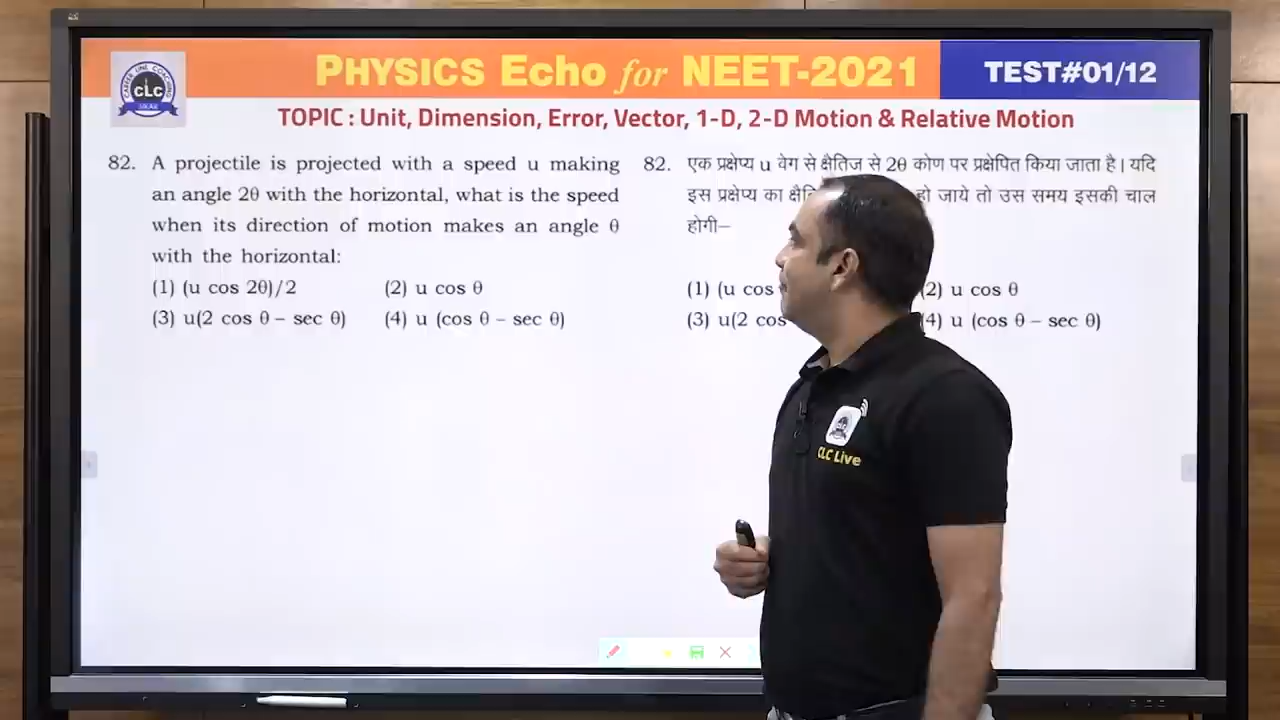 PHYSICS Echo for NEET-2021
TEST#01/12
CLC
TOPIC : Unit, Dimension, Error, Vector, 1-D, 2-D Motion & Relative Motion
82. A projectile is projected with a speed u making
an angle 2θ with the horizontal, what is the speed
when its direction of motion makes an angle θ
with the horizontal:
(1) (u cos 2θ)/2 (2) u cos θ
(3) u(2 cos θ – sec θ) (4) u (cos θ – sec θ)
82. एक प्रक्षेप्य u वेग से क्षैतिज से 2θ कोण पर प्रक्षेपित किया जाता है। यदि
इस प्रक्षेप्य का हो जाये तो उस समय इसकी चाल
होगी–
(1) (u cos (2) u cos θ
(3) u(2 cos (4) u (cos θ – sec θ)
CLC Live